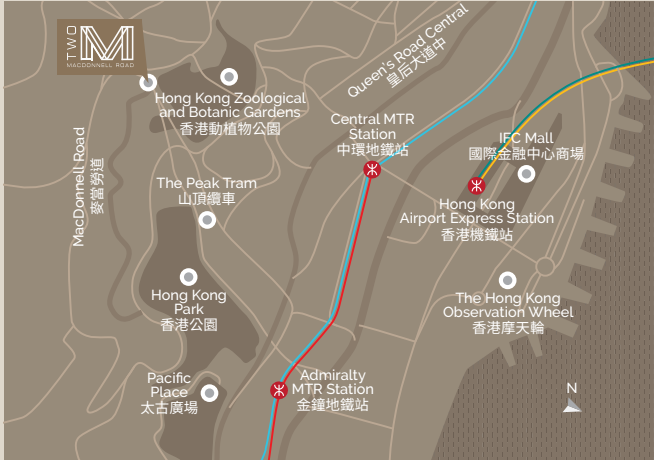 TWO
M
MACDONNELL ROAD
Queen's Road Central
皇后大道中
Hong Kong Zoological
and Botanic Gardens
香港動植物公園
Central MTR
Station
中環地鐵站
IFC Mall
國際金融中心商場
MacDonnell Road
麥當勞道
The Peak Tram
山頂纜車
Hong Kong
Airport Express Station
香港機鐵站
Hong Kong
Park
香港公園
The Hong Kong
Observation Wheel
香港摩天輪
Pacific
Place
太古廣場
Admiralty
MTR Station
金鐘地鐵站
N